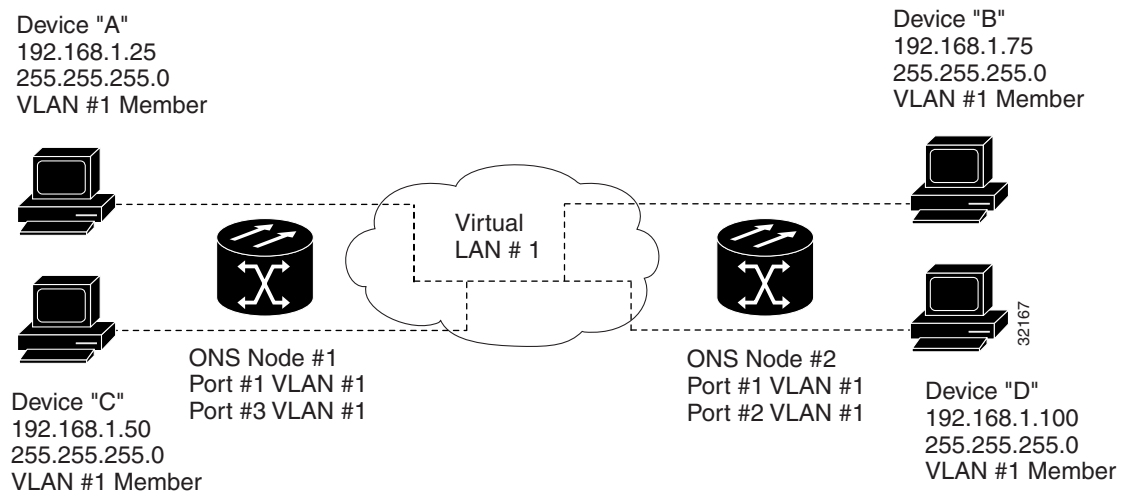 Device "A"
192.168.1.25
255.255.255.0
VLAN #1 Member
Device "B"
192.168.1.75
255.255.255.0
VLAN #1 Member
Virtual
LAN # 1
ONS Node #1
Port #1 VLAN #1
Port #3 VLAN #1
ONS Node #2
Port #1 VLAN #1
Port #2 VLAN #1
32167
Device "C"
192.168.1.50
255.255.255.0
VLAN #1 Member
Device "D"
192.168.1.100
255.255.255.0
VLAN #1 Member